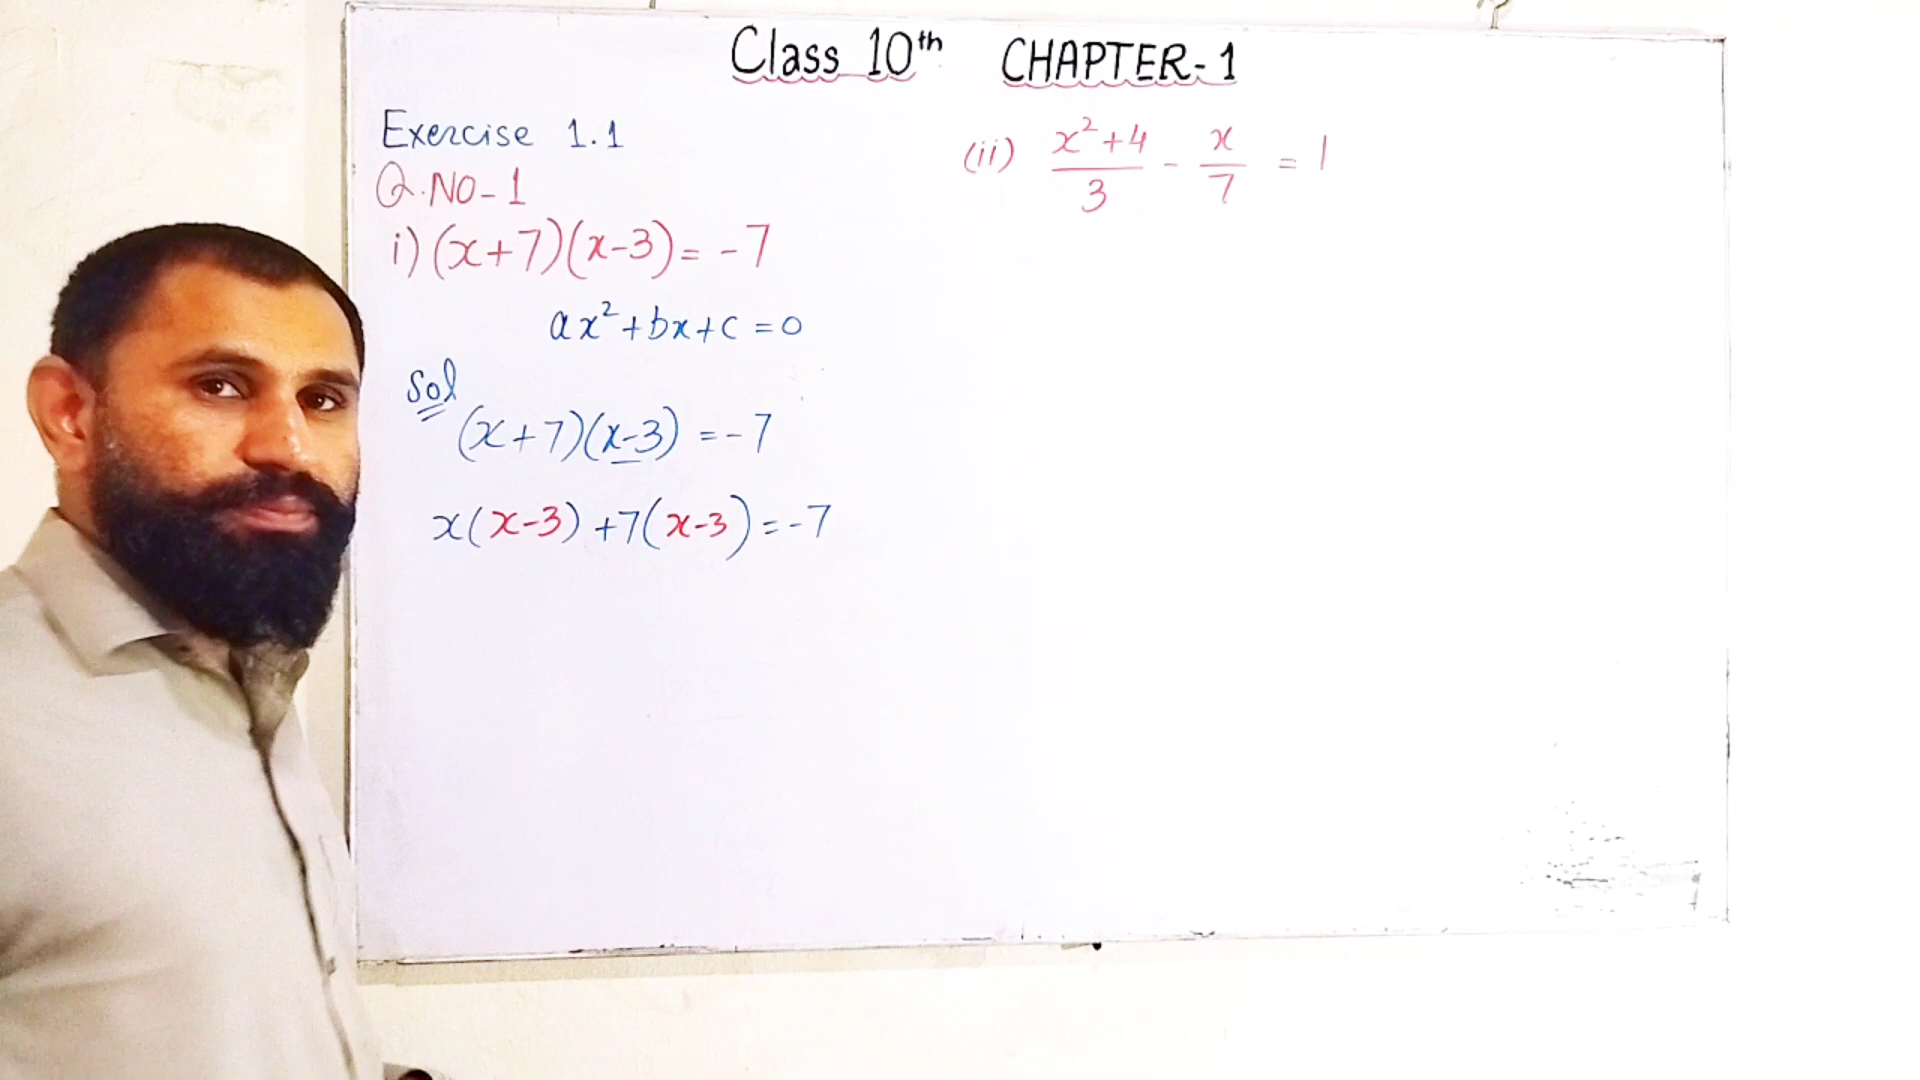 Class 10th CHAPTER-1
Exercise 1.1
Q.NO-1
i) (x+7)(x-3) = -7
ax²+bx+c = 0
Sol
(x+7)(x-3) = -7
x(x-3) +7(x-3) = -7
(ii) (x²+4)/3 - x/7 = 1